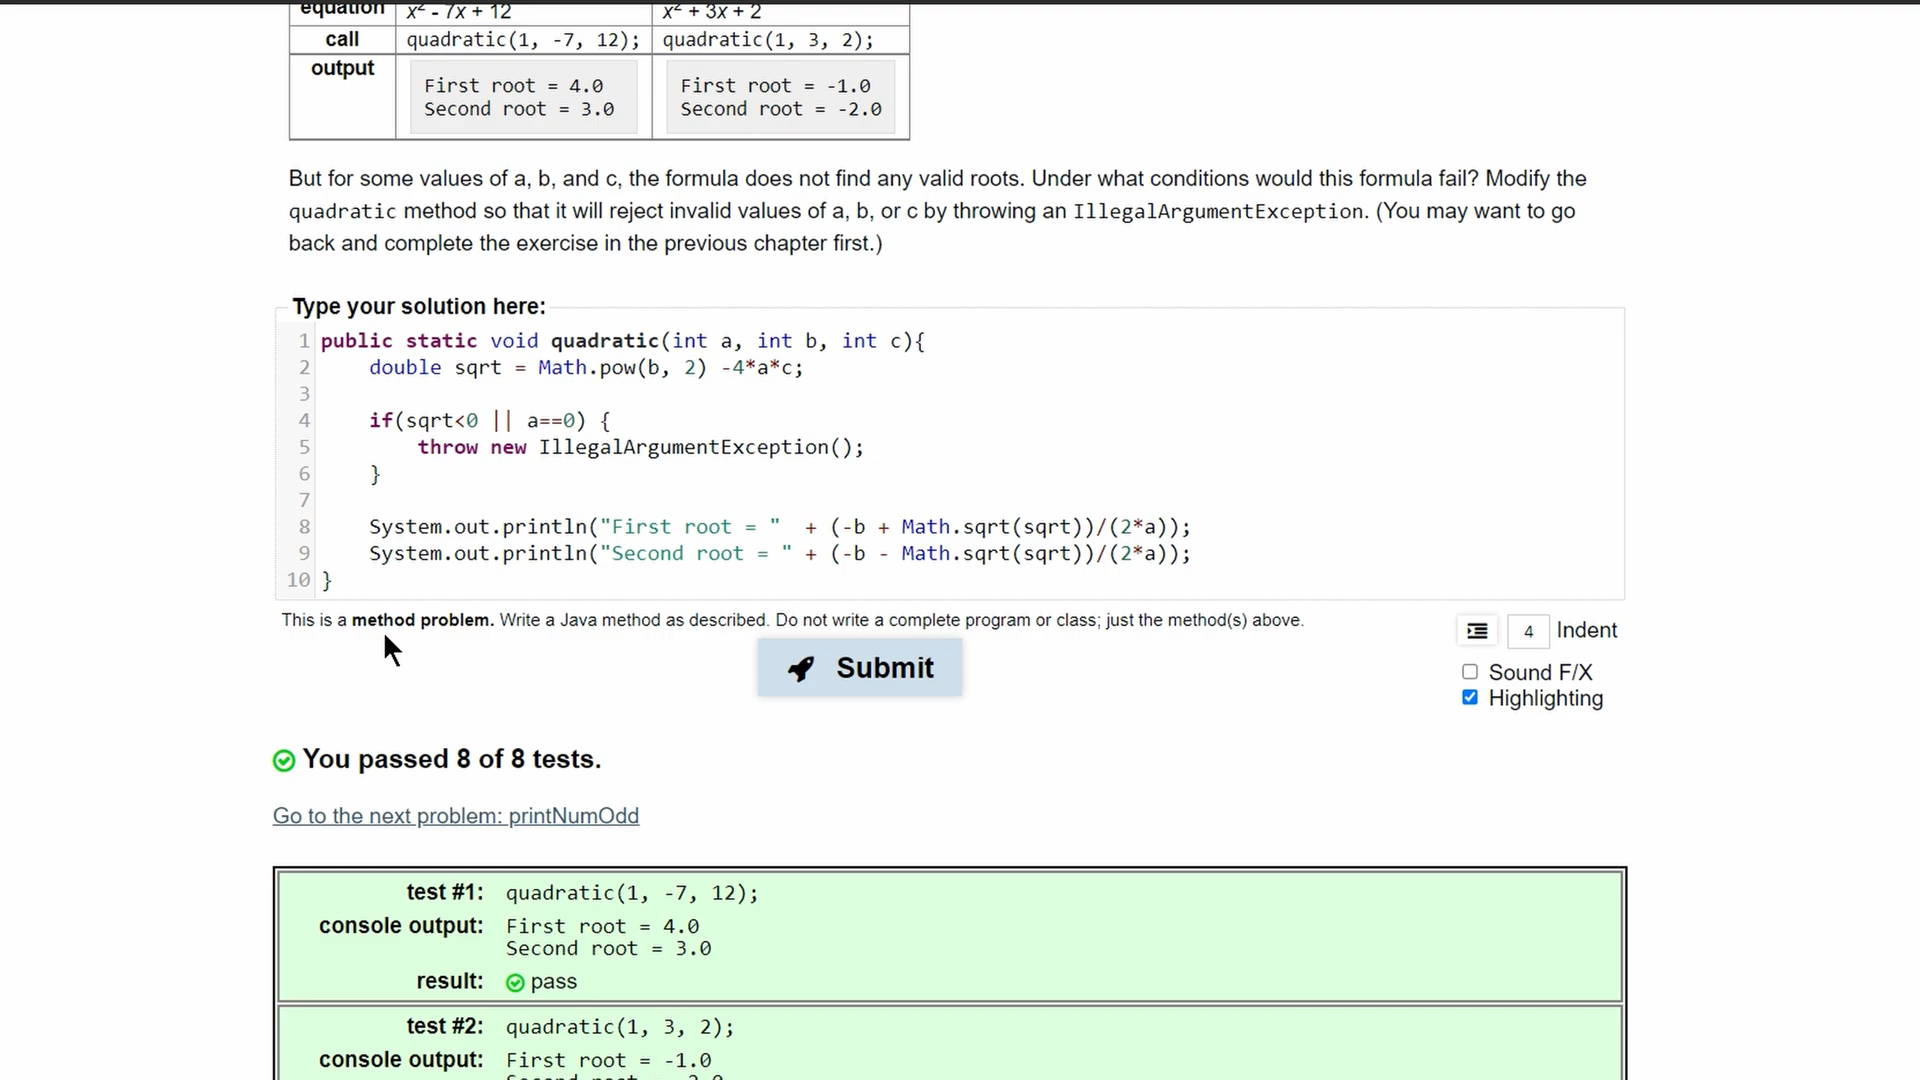 equation x² - 7x + 12 x² + 3x + 2
call quadratic(1, -7, 12); quadratic(1, 3, 2);
output First root = 4.0 First root = -1.0
Second root = 3.0 Second root = -2.0
But for some values of a, b, and c, the formula does not find any valid roots. Under what conditions would this formula fail? Modify the
quadratic method so that it will reject invalid values of a, b, or c by throwing an IllegalArgumentException. (You may want to go
back and complete the exercise in the previous chapter first.)
Type your solution here:
1 public static void quadratic(int a, int b, int c){
2     double sqrt = Math.pow(b, 2) -4*a*c;
3
4     if(sqrt<0 || a==0) {
5         throw new IllegalArgumentException();
6     }
7
8     System.out.println("First root = "  + (-b + Math.sqrt(sqrt))/(2*a));
9     System.out.println("Second root = " + (-b - Math.sqrt(sqrt))/(2*a));
10 }
This is a method problem. Write a Java method as described. Do not write a complete program or class; just the method(s) above.
4 Indent
Submit
Sound F/X
Highlighting
You passed 8 of 8 tests.
Go to the next problem: printNumOdd
test #1: quadratic(1, -7, 12);
console output: First root = 4.0
Second root = 3.0
result: pass
test #2: quadratic(1, 3, 2);
console output: First root = -1.0